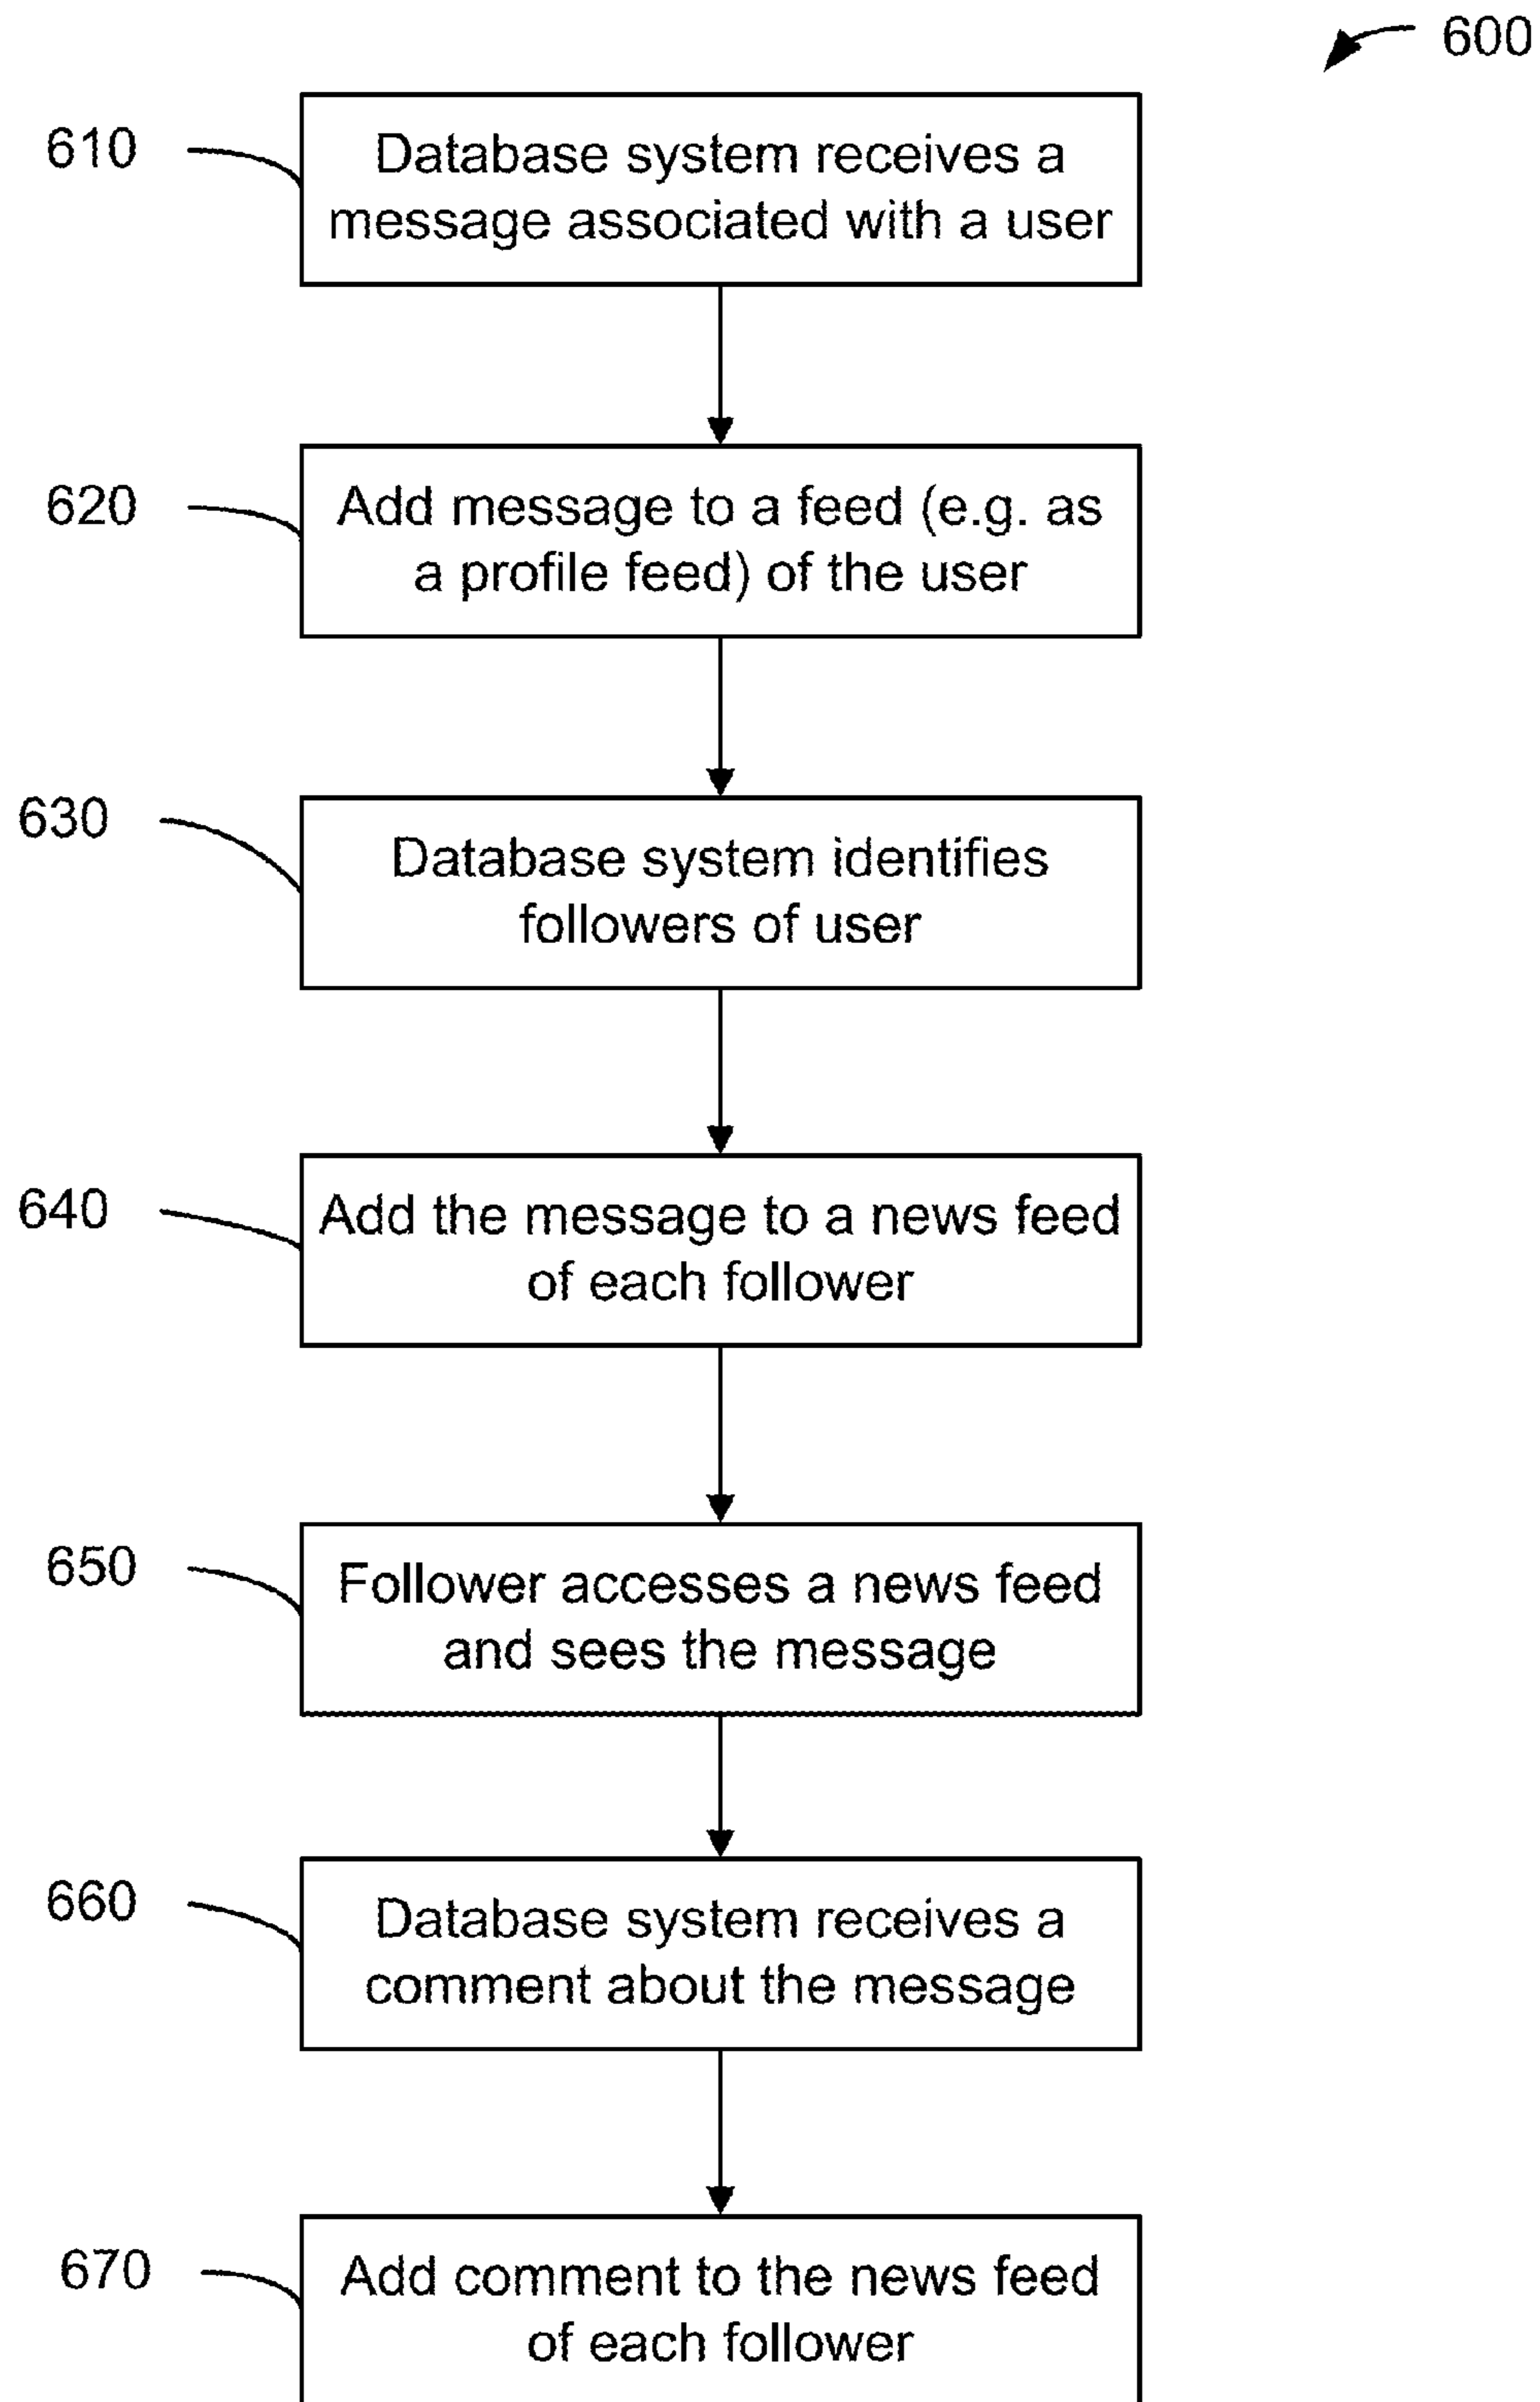 600
610
Database system receives a
message associated with a user
620
Add message to a feed (e.g. as
a profile feed) of the user
630
Database system identifies
followers of user
640
Add the message to a news feed
of each follower
650
Follower accesses a news feed
and sees the message
660
Database system receives a
comment about the message
670
Add comment to the news feed
of each follower